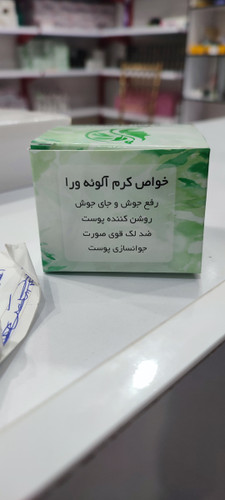 خواص کرم آلوئه ورا
رفع جوش و جای جوش
روشن کننده پوست
ضد لک قوی صورت
جوانسازی پوست